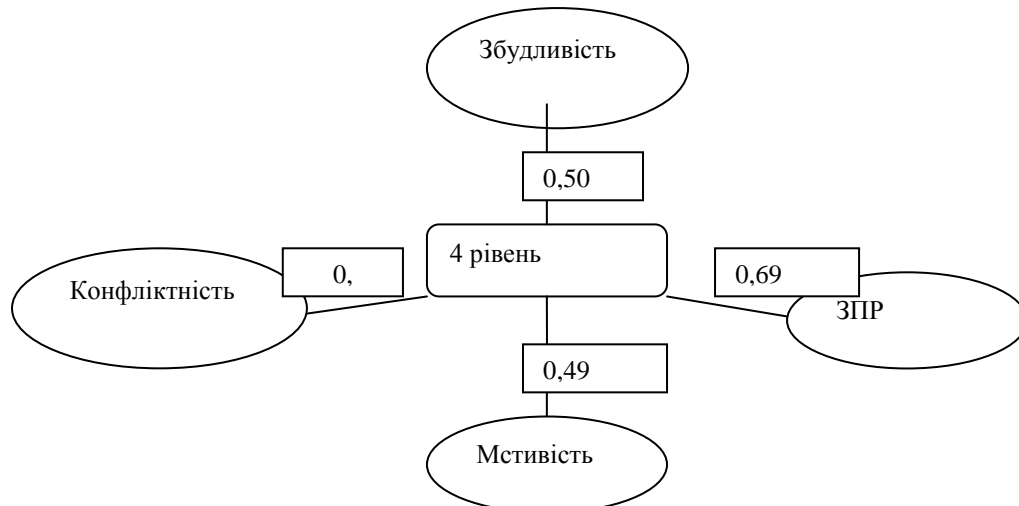 Збудливість
0,50
4 рівень
Конфліктність
0,
0,69
ЗПР
0,49
Мстивість